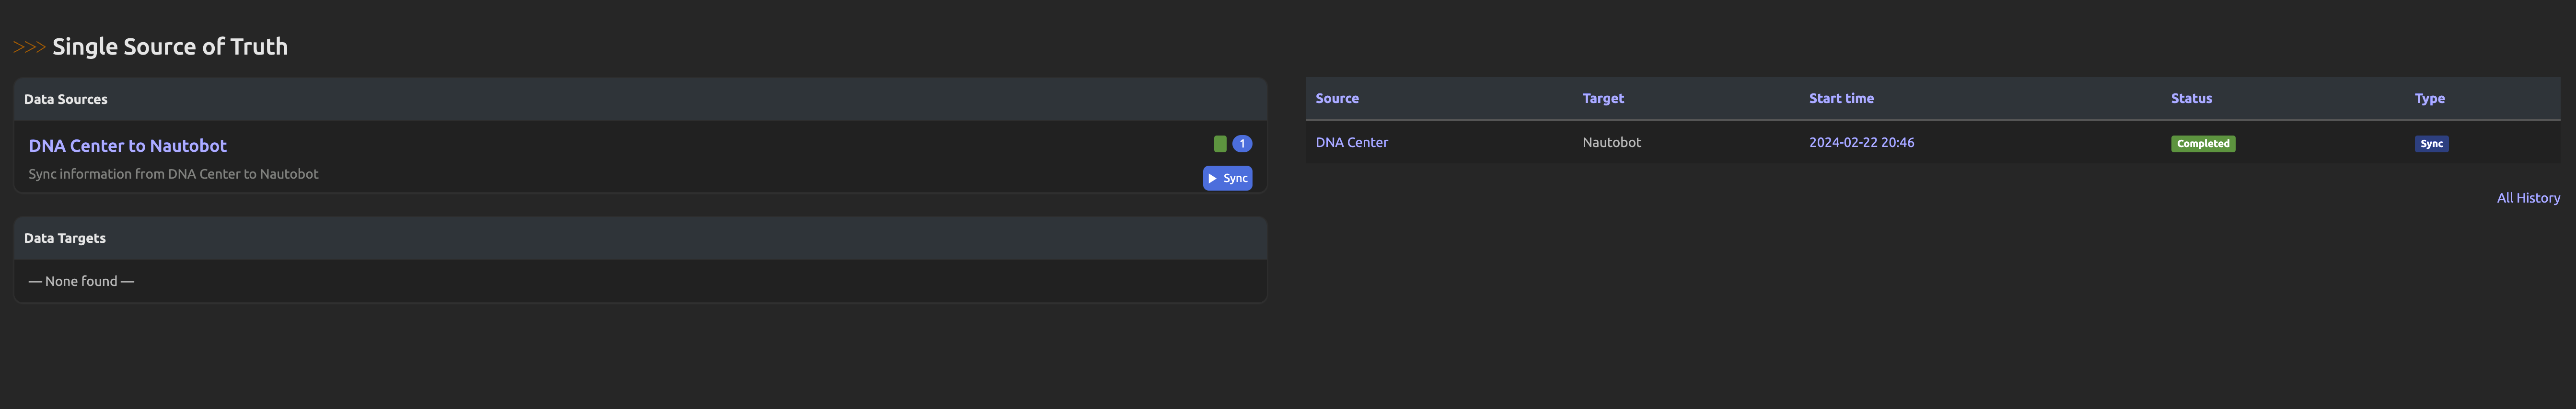 >>> Single Source of Truth
Data Sources
DNA Center to Nautobot
1
Sync information from DNA Center to Nautobot
Sync
Data Targets
— None found —
Source Target Start time Status Type
DNA Center Nautobot 2024-02-22 20:46 Completed Sync
All History